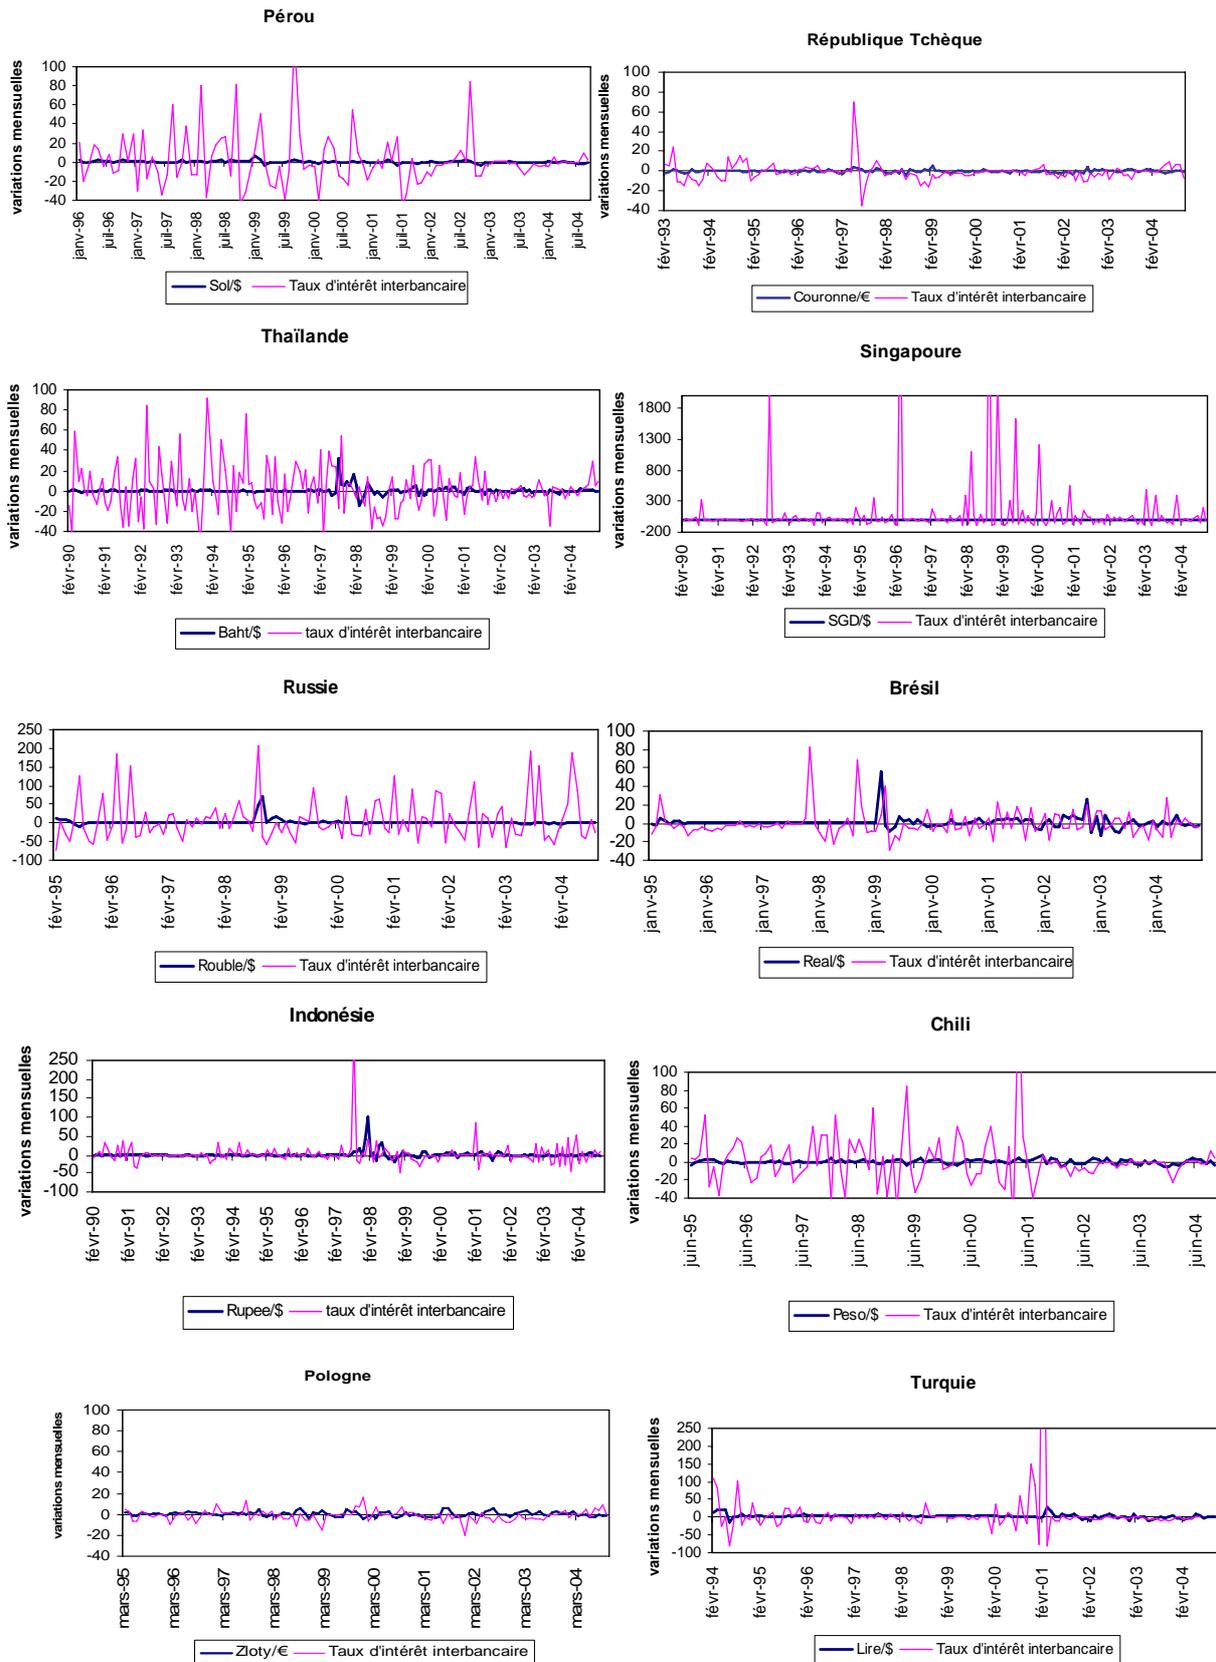 Pérou
variations mensuelles
100
80
60
40
20
0
-20
-40
janv-96
juil-96
janv-97
juil-97
janv-98
juil-98
janv-99
juil-99
janv-00
juil-00
janv-01
juil-01
janv-02
juil-02
janv-03
juil-03
janv-04
juil-04
Sol/$ Taux d'intérêt interbancaire
République Tchèque
variations mensuelles
100
80
60
40
20
0
-20
-40
févr-93
févr-94
févr-95
févr-96
févr-97
févr-98
févr-99
févr-00
févr-01
févr-02
févr-03
févr-04
Couronne/€ Taux d'intérêt interbancaire
Thaïlande
variations mensuelles
100
80
60
40
20
0
-20
-40
févr-90
févr-91
févr-92
févr-93
févr-94
févr-95
févr-96
févr-97
févr-98
févr-99
févr-00
févr-01
févr-02
févr-03
févr-04
Baht/$ taux d'intérêt interbancaire
Singapoure
variations mensuelles
1800
1300
800
300
-200
févr-90
févr-91
févr-92
févr-93
févr-94
févr-95
févr-96
févr-97
févr-98
févr-99
févr-00
févr-01
févr-02
févr-03
févr-04
SGD/$ Taux d'intérêt interbancaire
Russie
250
200
150
100
50
0
-50
-100
févr-95
févr-96
févr-97
févr-98
févr-99
févr-00
févr-01
févr-02
févr-03
févr-04
Rouble/$ Taux d'intérêt interbancaire
Brésil
100
80
60
40
20
0
-20
-40
janv-95
janv-96
janv-97
janv-98
janv-99
janv-00
janv-01
janv-02
janv-03
janv-04
Real/$ Taux d'intérêt interbancaire
Indonésie
variations mensuelles
250
200
150
100
50
0
-50
-100
févr-90
févr-91
févr-92
févr-93
févr-94
févr-95
févr-96
févr-97
févr-98
févr-99
févr-00
févr-01
févr-02
févr-03
févr-04
Rupee/$ taux d'intérêt interbancaire
Chili
variations mensuelles
100
80
60
40
20
0
-20
-40
juin-95
juin-96
juin-97
juin-98
juin-99
juin-00
juin-01
juin-02
juin-03
juin-04
Peso/$ Taux d'intérêt interbancaire
Pologne
variations mensuelles
100
80
60
40
20
0
-20
-40
mars-95
mars-96
mars-97
mars-98
mars-99
mars-00
mars-01
mars-02
mars-03
mars-04
Zloty/€ Taux d'intérêt interbancaire
Turquie
variations mensuelles
250
200
150
100
50
0
-50
-100
févr-94
févr-95
févr-96
févr-97
févr-98
févr-99
févr-00
févr-01
févr-02
févr-03
févr-04
Lire/$ Taux d'intérêt interbancaire